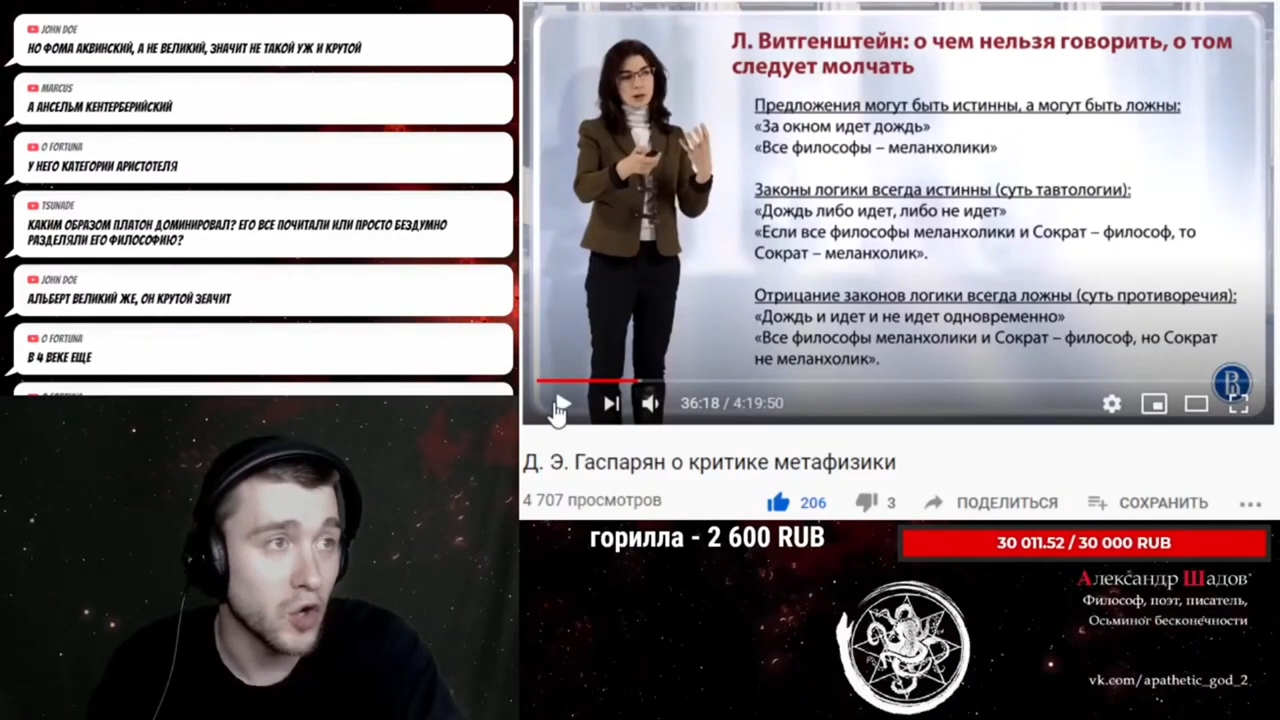 JOHN DOE
НО ФОМА АКВИНСКИЙ, А НЕ ВЕЛИКИЙ, ЗНАЧИТ НЕ ТАКОЙ УЖ И КРУТОЙ
MARCUS
А АНСЕЛЬМ КЕНТЕРБЕРИЙСКИЙ
O FORTUNA
У НЕГО КАТЕГОРИИ АРИСТОТЕЛЯ
TSUNADE
КАКИМ ОБРАЗОМ ПЛАТОН ДОМИНИРОВАЛ? ЕГО ВСЕ ПОЧИТАЛИ ИЛИ ПРОСТО БЕЗДУМНО
РАЗДЕЛЯЛИ ЕГО ФИЛОСОФИЮ?
JOHN DOE
АЛЬБЕРТ ВЕЛИКИЙ ЖЕ, ОН КРУТОЙ ЗЕАЧИТ
O FORTUNA
В 4 ВЕКЕ ЕЩЕ
Л. Витгенштейн: о чем нельзя говорить, о том
следует молчать
Предложения могут быть истинны, а могут быть ложны:
«За окном идет дождь»
«Все философы – меланхолики»
Законы логики всегда истинны (суть тавтологии):
«Дождь либо идет, либо не идет»
«Если все философы меланхолики и Сократ – философ, то
Сократ – меланхолик».
Отрицание законов логики всегда ложны (суть противоречия):
«Дождь и идет и не идет одновременно»
«Все философы меланхолики и Сократ – философ, но Сократ
не меланхолик».
36:18 / 4:19:50
Д. Э. Гаспарян о критике метафизики
4 707 просмотров
206
3
ПОДЕЛИТЬСЯ
СОХРАНИТЬ
горилла - 2 600 RUB
30 011.52 / 30 000 RUB
Александр Шадов
Философ, поэт, писатель,
Осьминог бесконечности
vk.com/apathetic_god_2